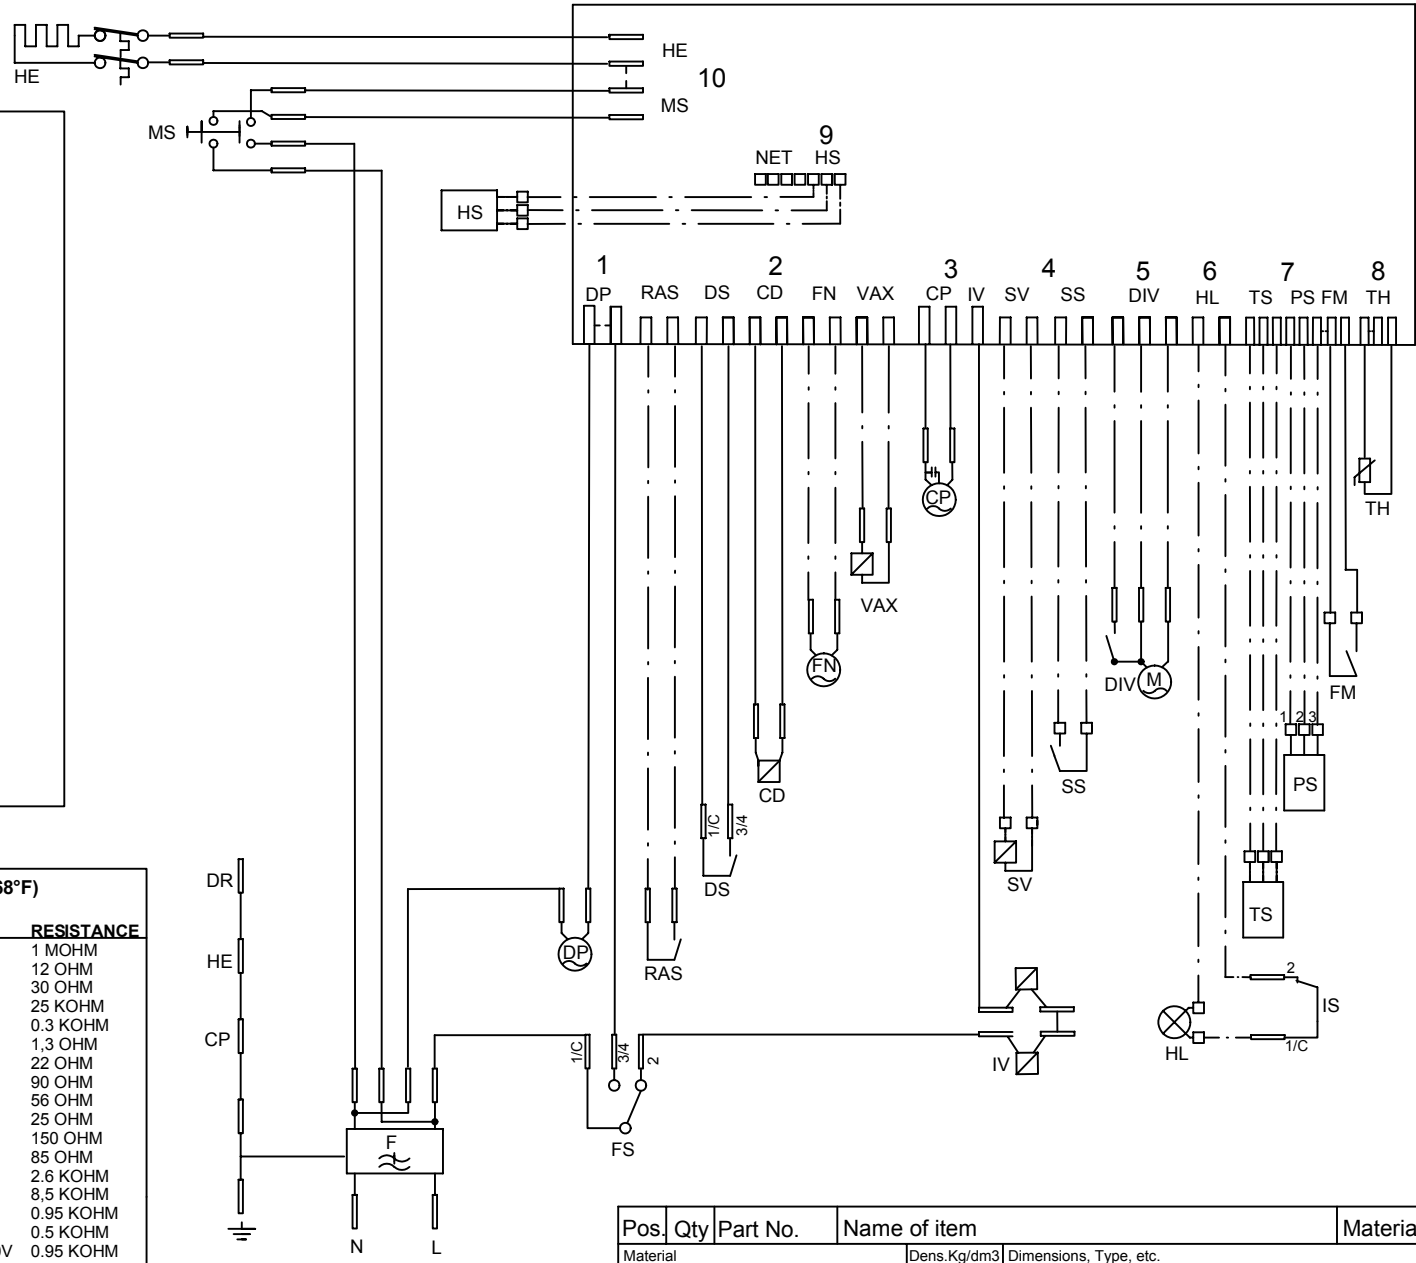 HE
HE
10
MS
MS
9
NET HS
HS
1 2 3 4 5 6 7 8
DP RAS DS CD FN VAX CP IV SV SS DIV HL TS PS FM TH
CP
TH
VAX
FN
DIV M
FM
1 2 3
PS
CD
SS
1/C 3/4
DS
SV
TS
DR
DP
RAS
HE
2
IS
CP
1/C 3/4 2
HL
1/C
IV
FS
F
N L
68°F)
RESISTANCE
1 MOHM
12 OHM
30 OHM
25 KOHM
0.3 KOHM
1,3 OHM
22 OHM
90 OHM
56 OHM
25 OHM
150 OHM
85 OHM
2.6 KOHM
8,5 KOHM
0.95 KOHM
0.5 KOHM
0V 0.95 KOHM
Pos. Qty Part No. Name of item Materia
Material Dens.Kg/dm3 Dimensions, Type, etc.